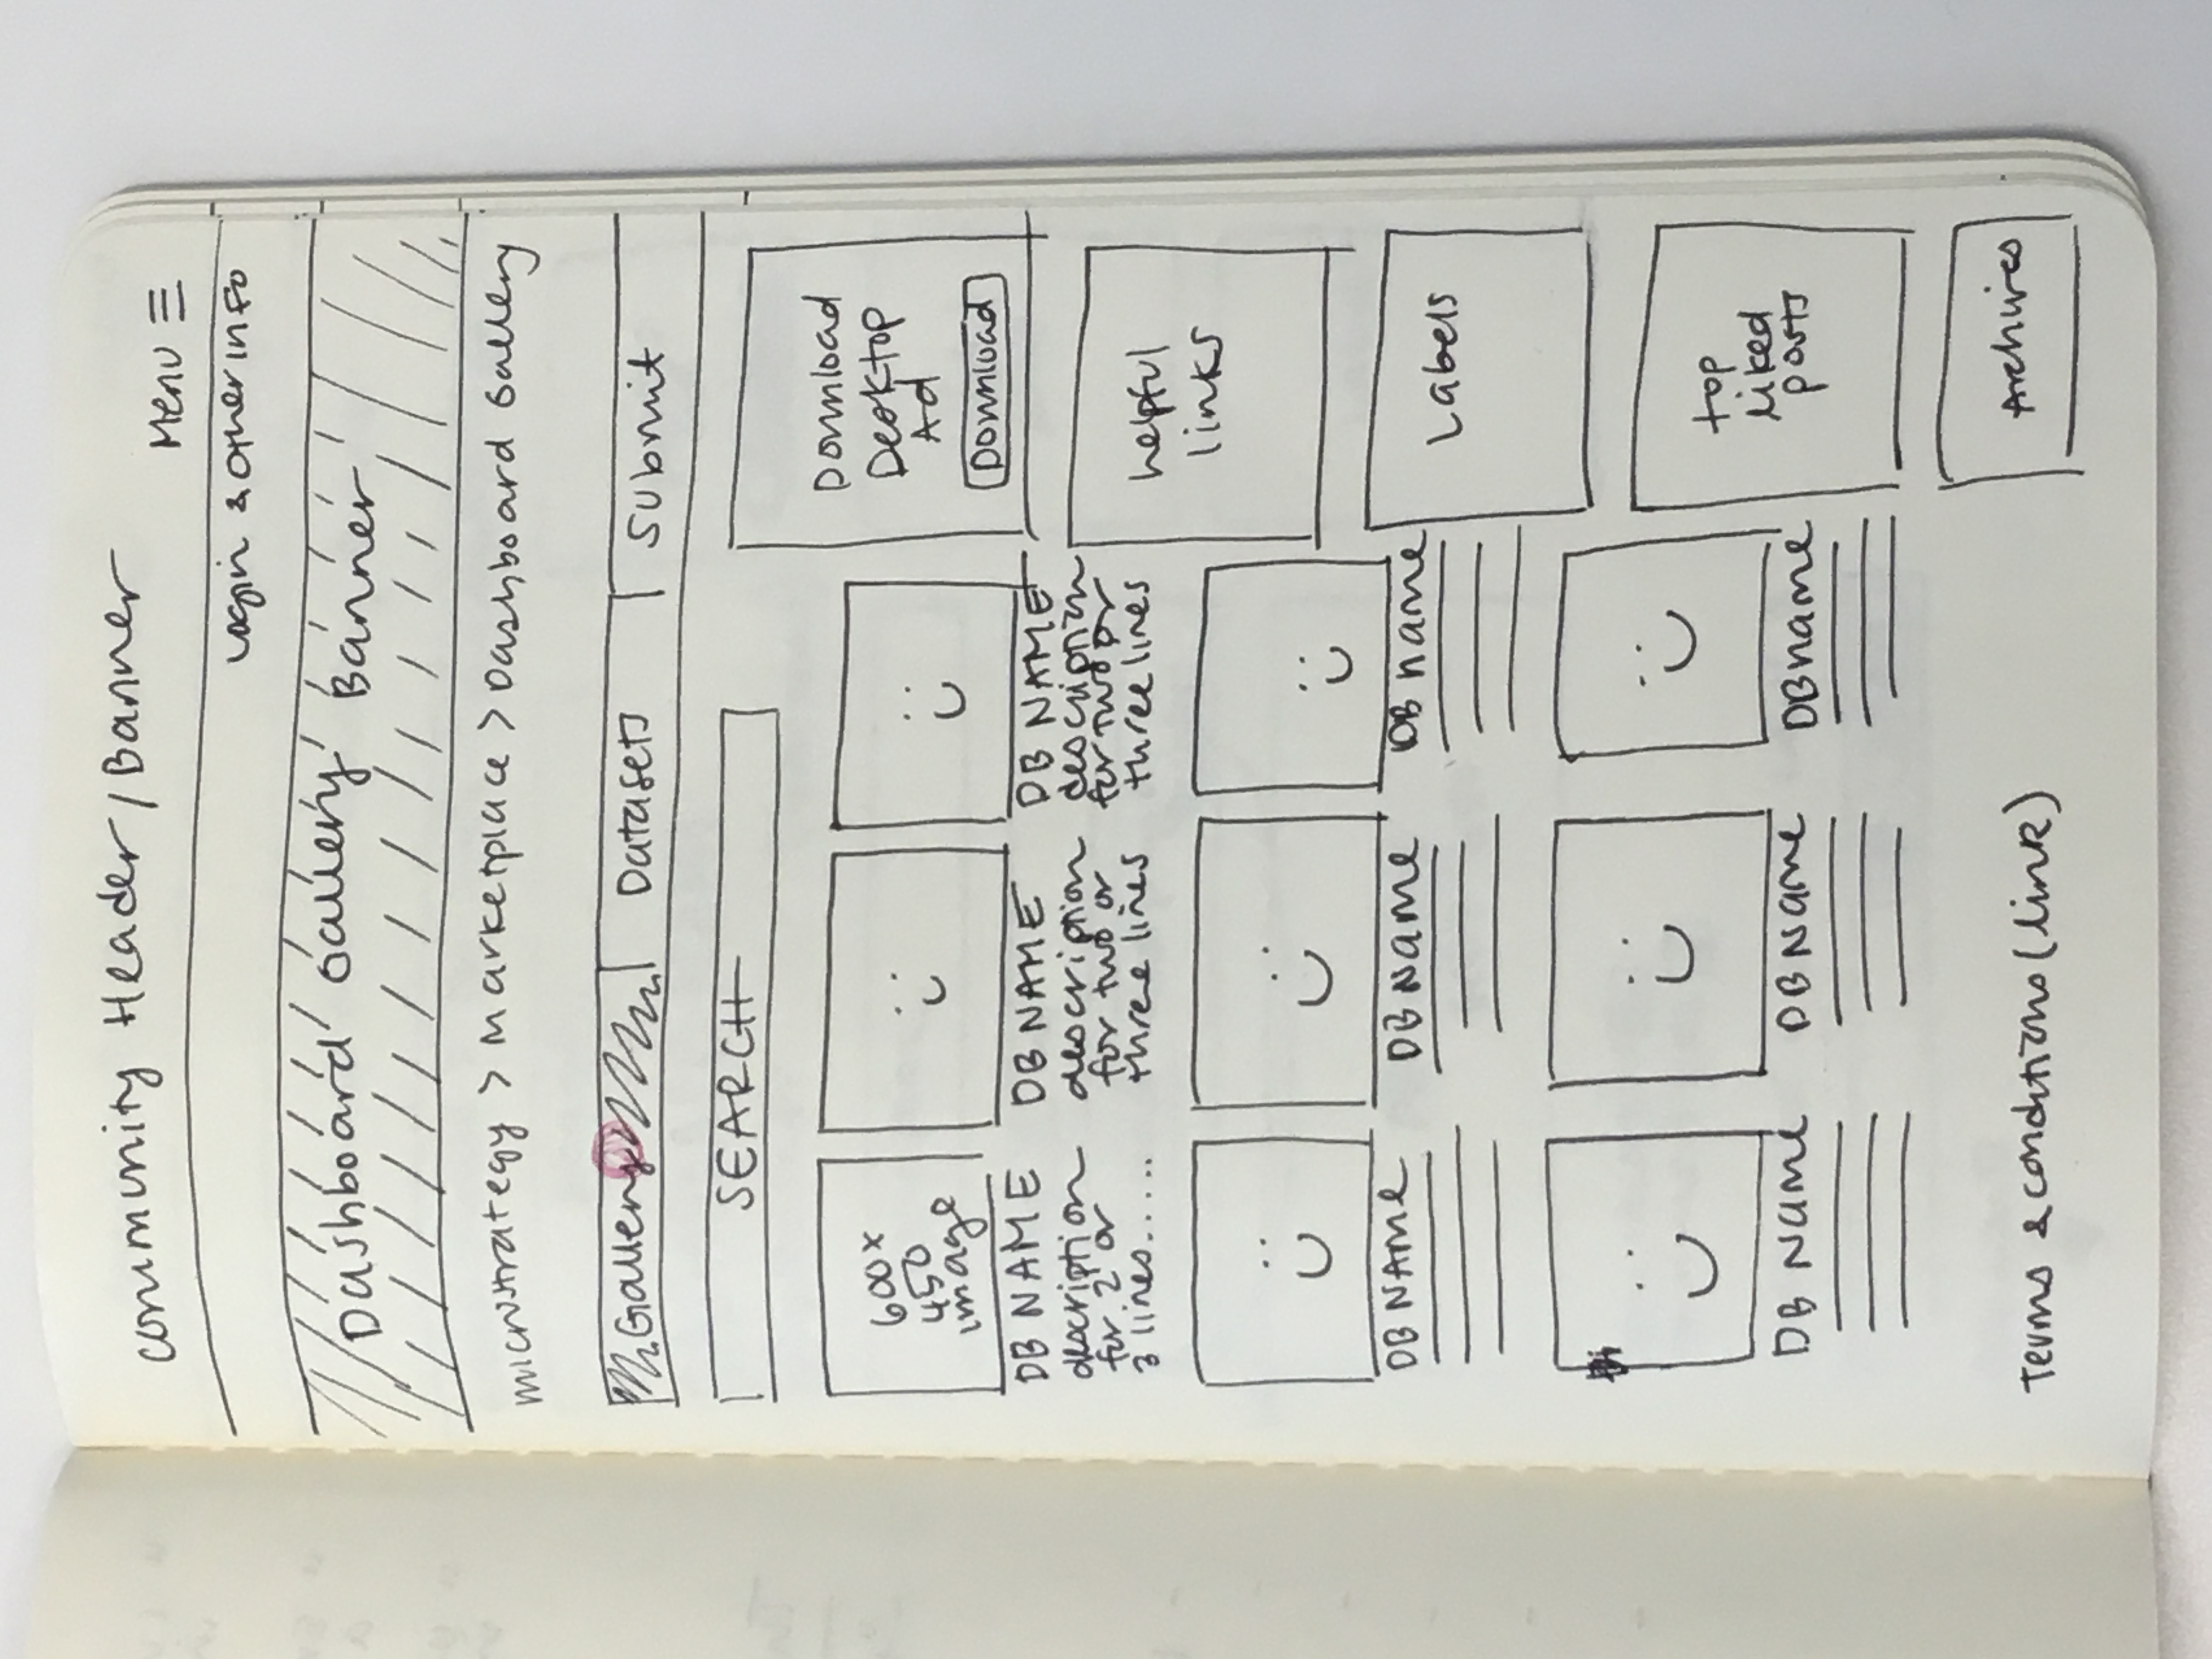 Community Header / Banner
Menu
Login & other info
Dashboard Gallery Banner
microstrategy > Marketplace > Dashboard Gallery
Gallery
Datasets
Submit
SEARCH
600x
450
image
DB NAME
description
for 2 or
3 lines.....
DB NAME
description
for two or
three lines
DB NAME
description
for two or
three lines
DB NAME
DB Name
DB name
DB Name
DB Name
DB name
Download
Desktop
Ad
Download
helpful
links
Labels
top
liked
posts
Archives
Terms & conditions (link)